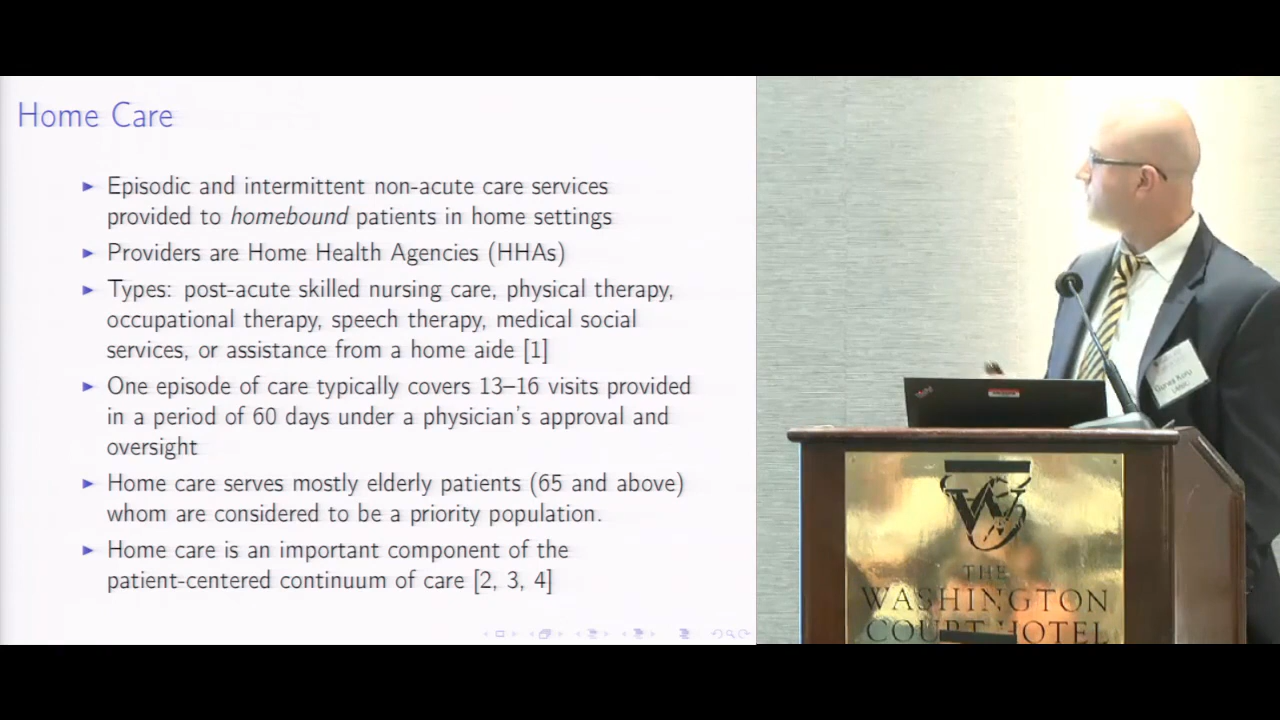 Home Care
Episodic and intermittent non-acute care services
provided to homebound patients in home settings
Providers are Home Health Agencies (HHAs)
Types: post-acute skilled nursing care, physical therapy,
occupational therapy, speech therapy, medical social
services, or assistance from a home aide [1]
One episode of care typically covers 13–16 visits provided
in a period of 60 days under a physician's approval and
oversight
Home care serves mostly elderly patients (65 and above)
whom are considered to be a priority population.
Home care is an important component of the
patient-centered continuum of care [2, 3, 4]
THE
WASHINGTON
COURT HOTEL